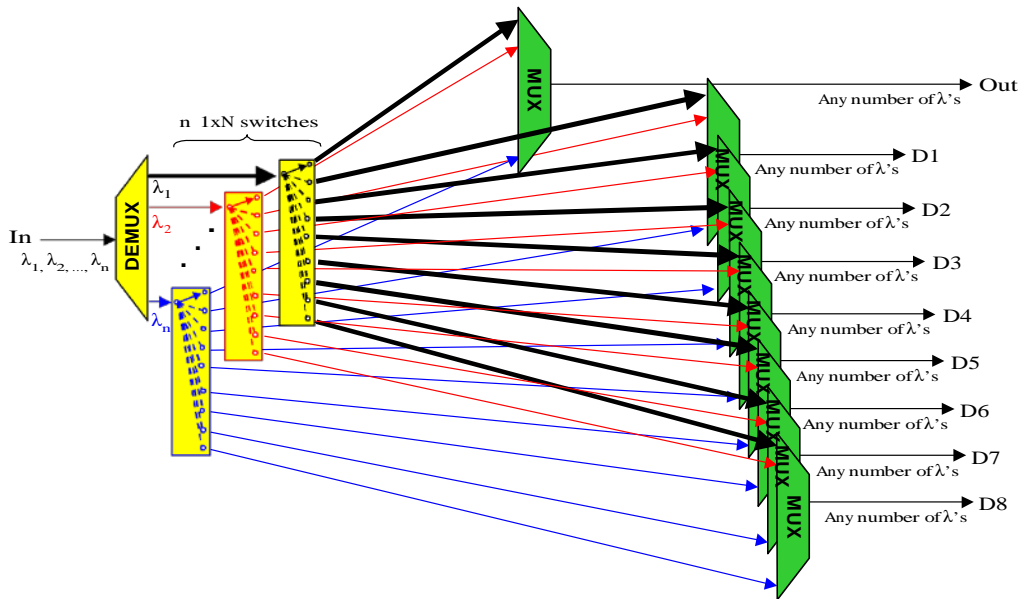 MUX
Out
Any number of λ's
n 1xN switches
MUX
D1
Any number of λ's
λ1
DEMUX
MUX
D2
Any number of λ's
λ2
In
λ1, λ2, ..., λn
MUX
D3
Any number of λ's
λn
MUX
D4
Any number of λ's
MUX
D5
Any number of λ's
MUX
D6
Any number of λ's
MUX
D7
Any number of λ's
MUX
D8
Any number of λ's